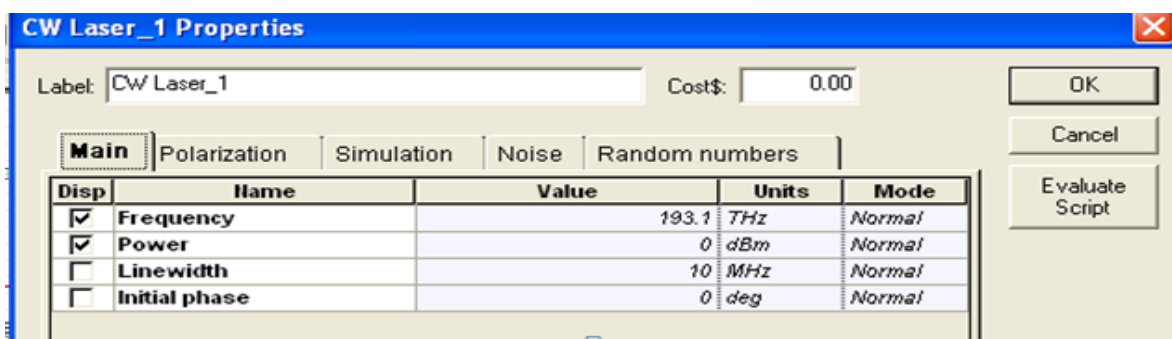 CW Laser_1 Properties
Label: CW Laser_1 Cost$: 0.00 OK
Cancel
Main Polarization Simulation Noise Random numbers
Evaluate Script
Disp Name Value Units Mode
Frequency 193.1 THz Normal
Power 0 dBm Normal
Linewidth 10 MHz Normal
Initial phase 0 deg Normal